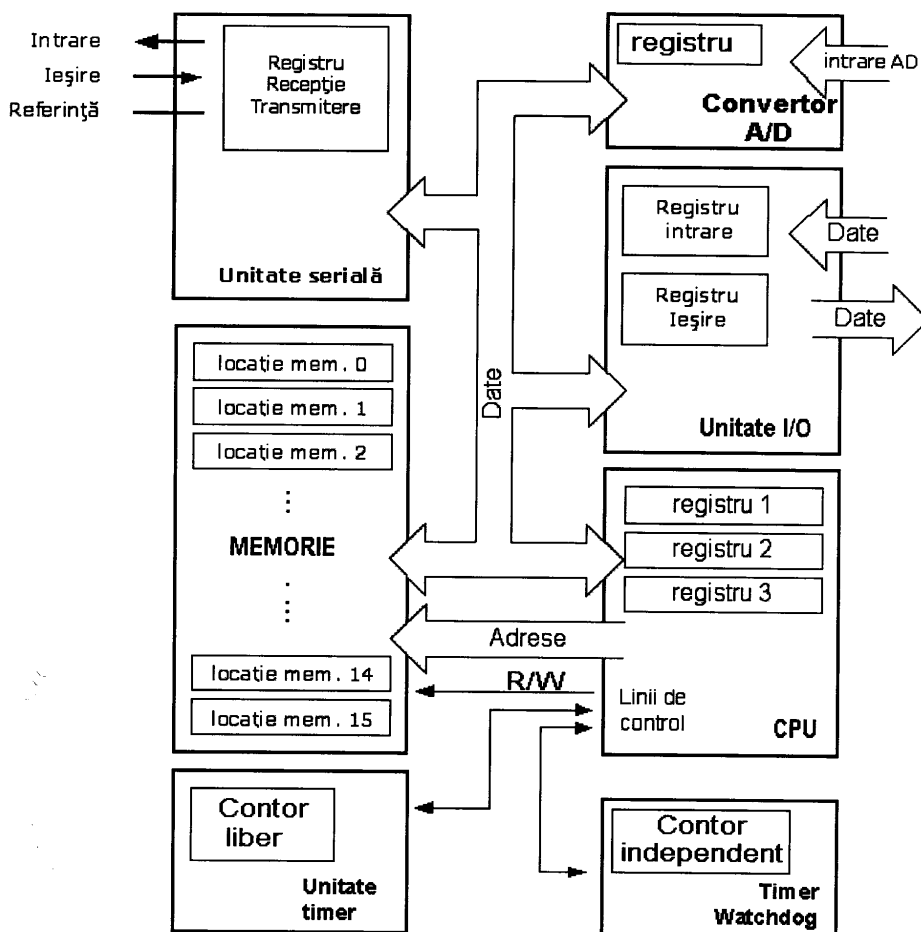 Intrare
Ieşire
Referinţă
Registru
Recepţie
Transmitere
Unitate serială
registru
intrare AD
Convertor
A/D
Registru
intrare
Date
Registru
Ieşire
Date
Unitate I/O
Date
locaţie mem. 0
locaţie mem. 1
locaţie mem. 2
MEMORIE
locaţie mem. 14
locaţie mem. 15
registru 1
registru 2
registru 3
Adrese
R/W
Linii de
control
CPU
Contor
liber
Unitate
timer
Contor
independent
Timer
Watchdog